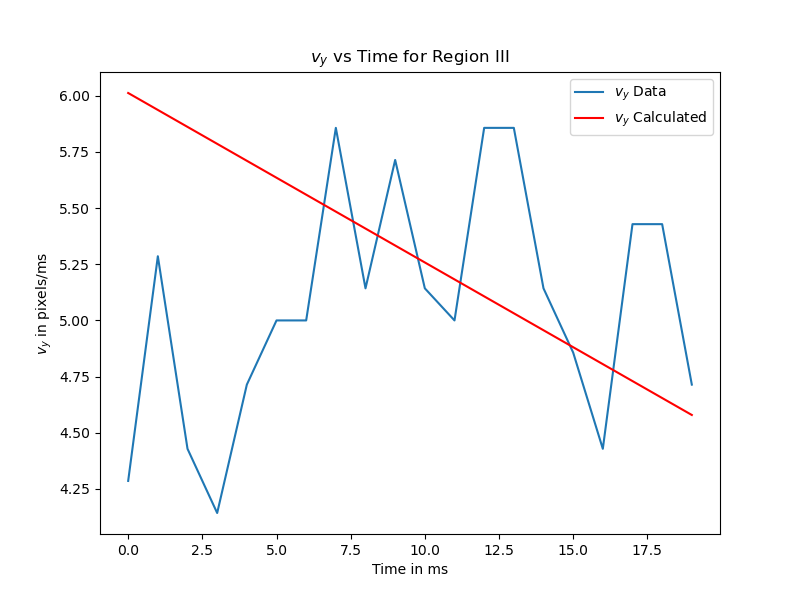 v_y vs Time for Region III
v_y Data
v_y Calculated
6.00
5.75
5.50
5.25
5.00
4.75
4.50
4.25
v_y in pixels/ms
0.0 2.5 5.0 7.5 10.0 12.5 15.0 17.5
Time in ms